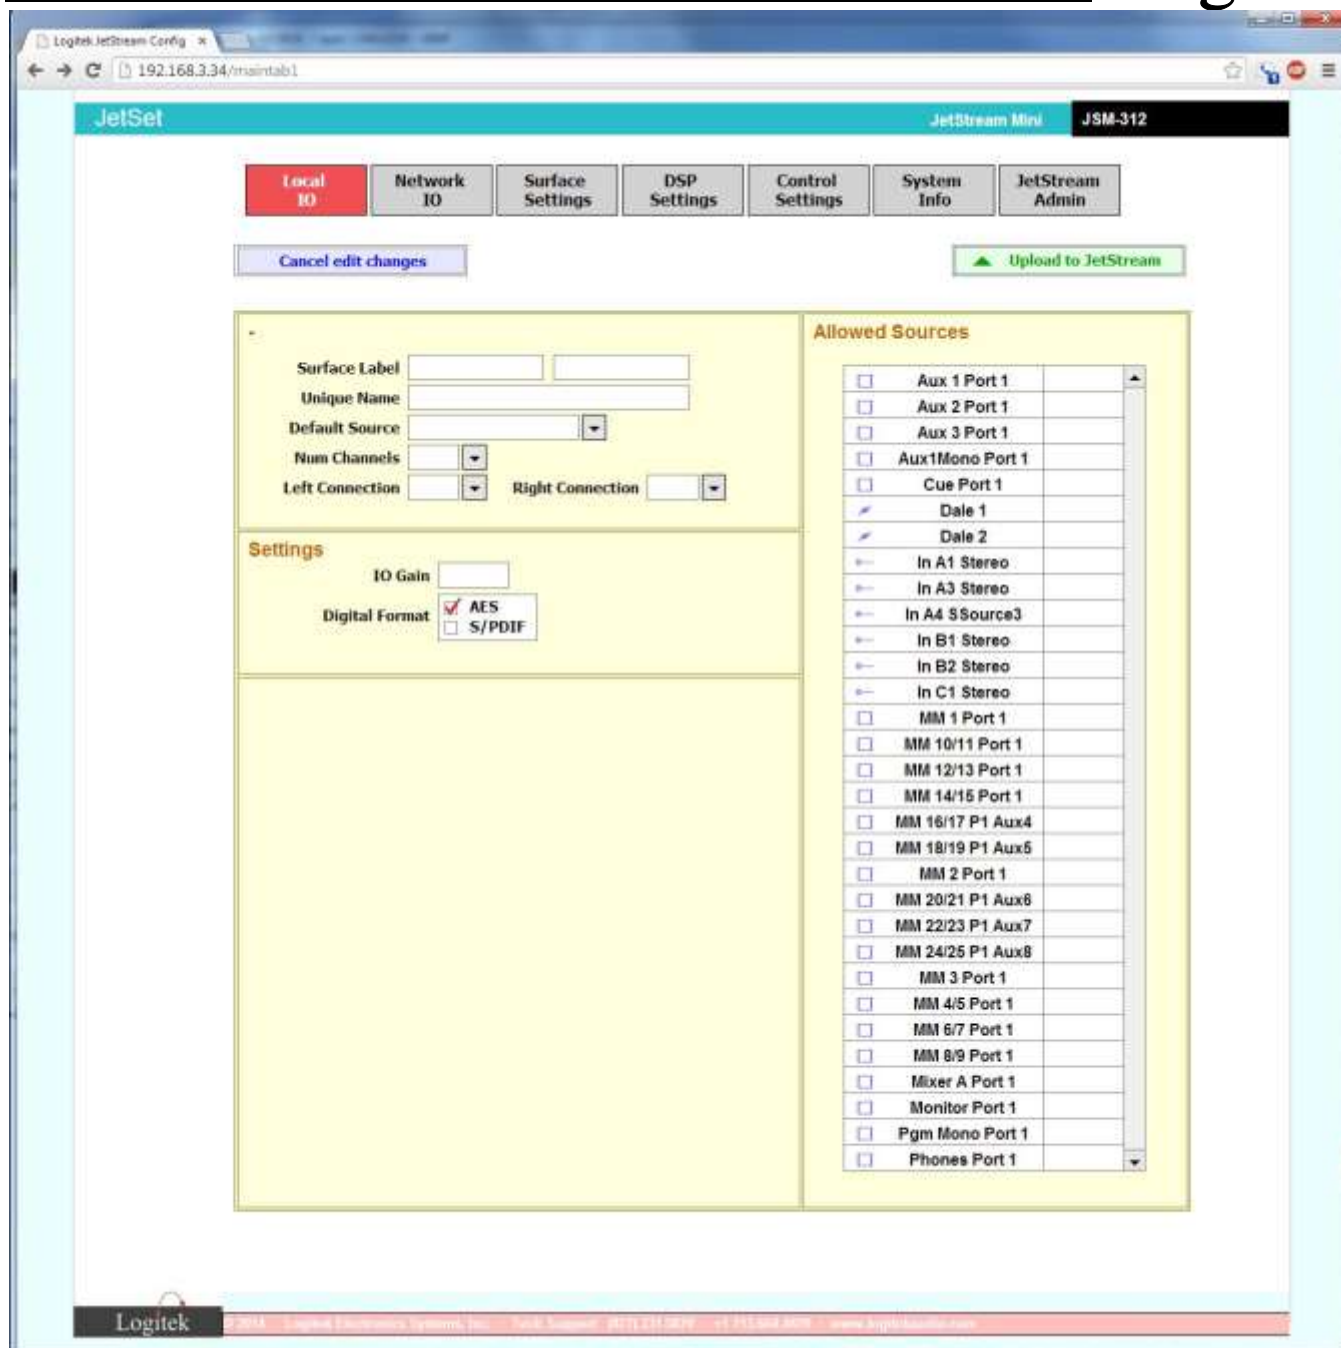 Logitek JetStream Config
192.168.3.34/maintab1
JetSet
JetStream Mini
JSM-312
Local IO
Network IO
Surface Settings
DSP Settings
Control Settings
System Info
JetStream Admin
Cancel edit changes
Upload to JetStream
-
Surface Label
Unique Name
Default Source
Num Channels
Left Connection
Right Connection
Settings
IO Gain
Digital Format
AES
S/PDIF
Allowed Sources
Aux 1 Port 1
Aux 2 Port 1
Aux 3 Port 1
Aux1Mono Port 1
Cue Port 1
Dale 1
Dale 2
In A1 Stereo
In A3 Stereo
In A4 SSource3
In B1 Stereo
In B2 Stereo
In C1 Stereo
MM 1 Port 1
MM 10/11 Port 1
MM 12/13 Port 1
MM 14/15 Port 1
MM 16/17 P1 Aux4
MM 18/19 P1 Aux5
MM 2 Port 1
MM 20/21 P1 Aux6
MM 22/23 P1 Aux7
MM 24/25 P1 Aux8
MM 3 Port 1
MM 4/5 Port 1
MM 6/7 Port 1
MM 8/9 Port 1
Mixer A Port 1
Monitor Port 1
Pgm Mono Port 1
Phones Port 1
Logitek
Logitek Electronics Systems, Inc.